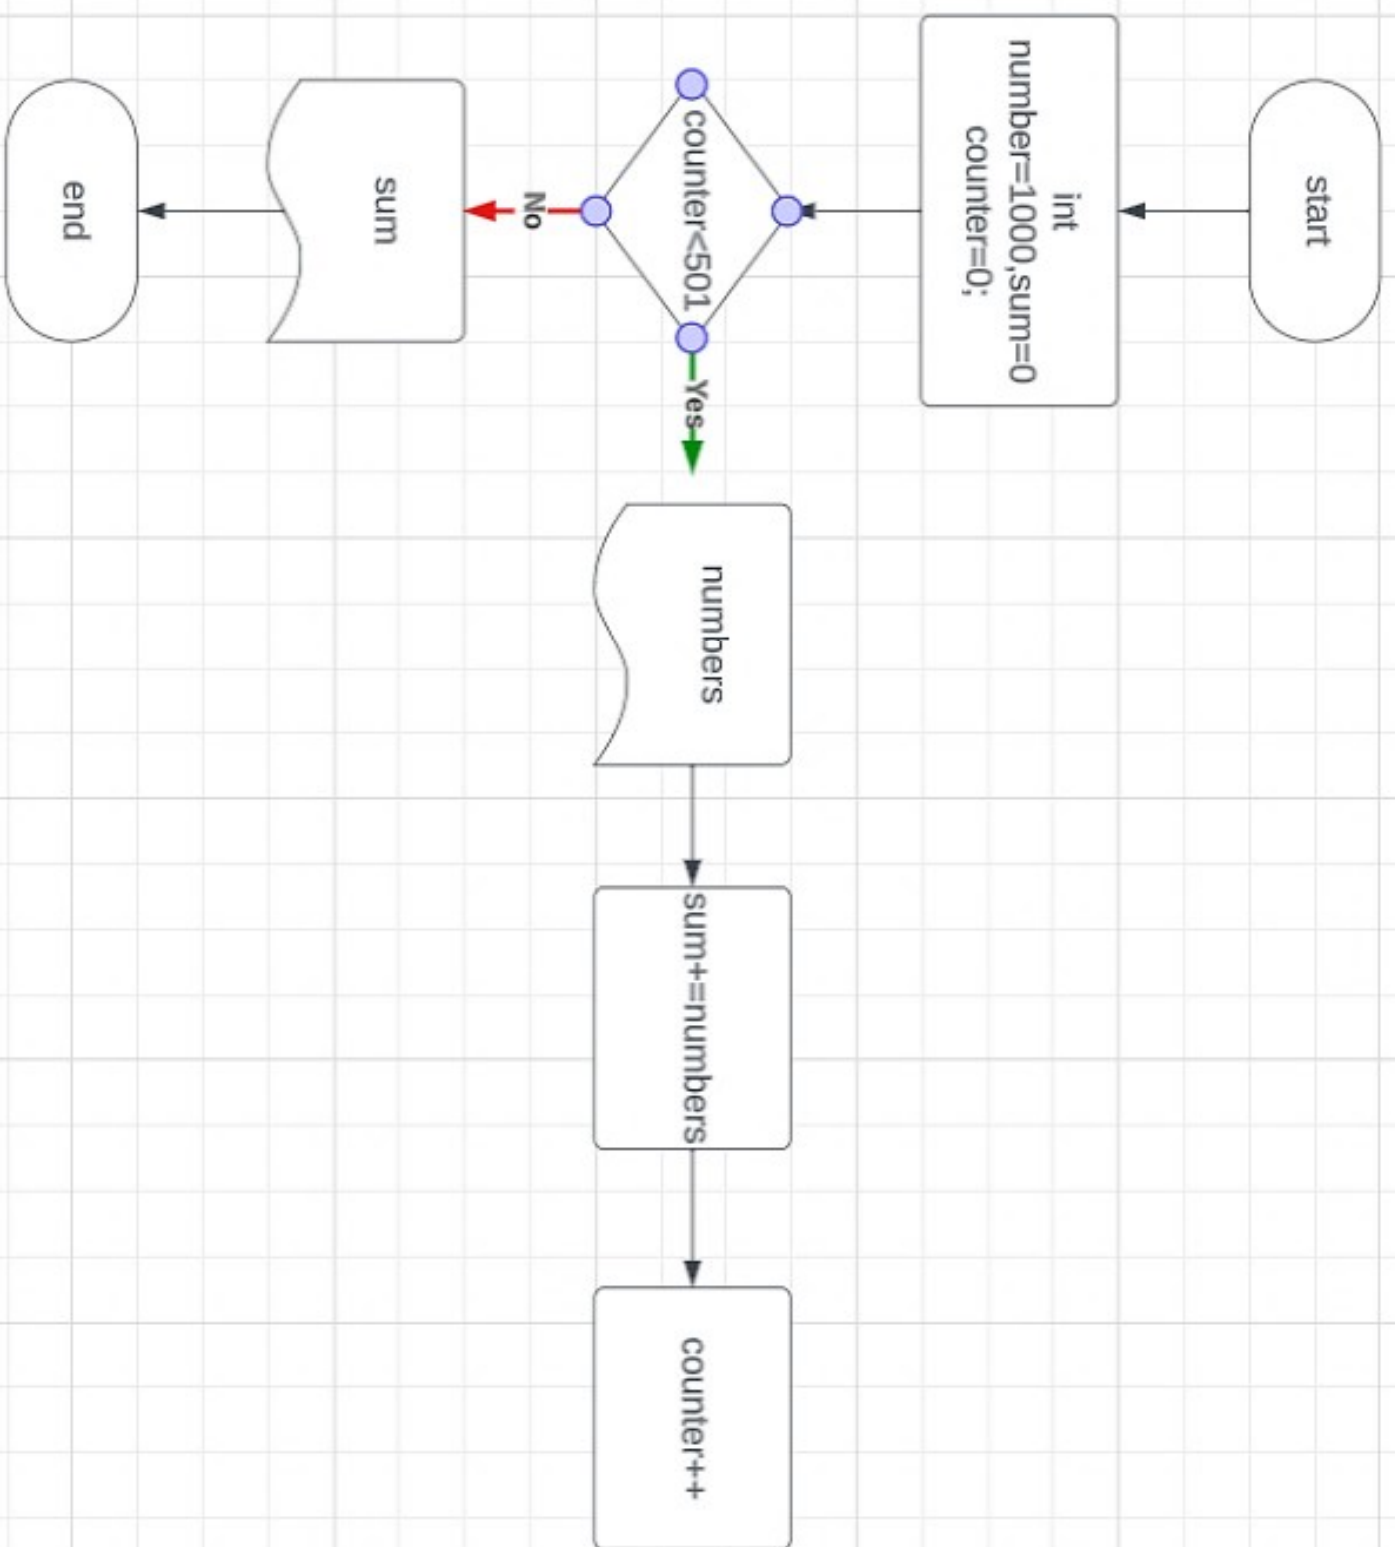 start
int
number=1000,sum=0
counter=0;
counter<501
Yes
numbers
sum+=numbers
counter++
No
sum
end